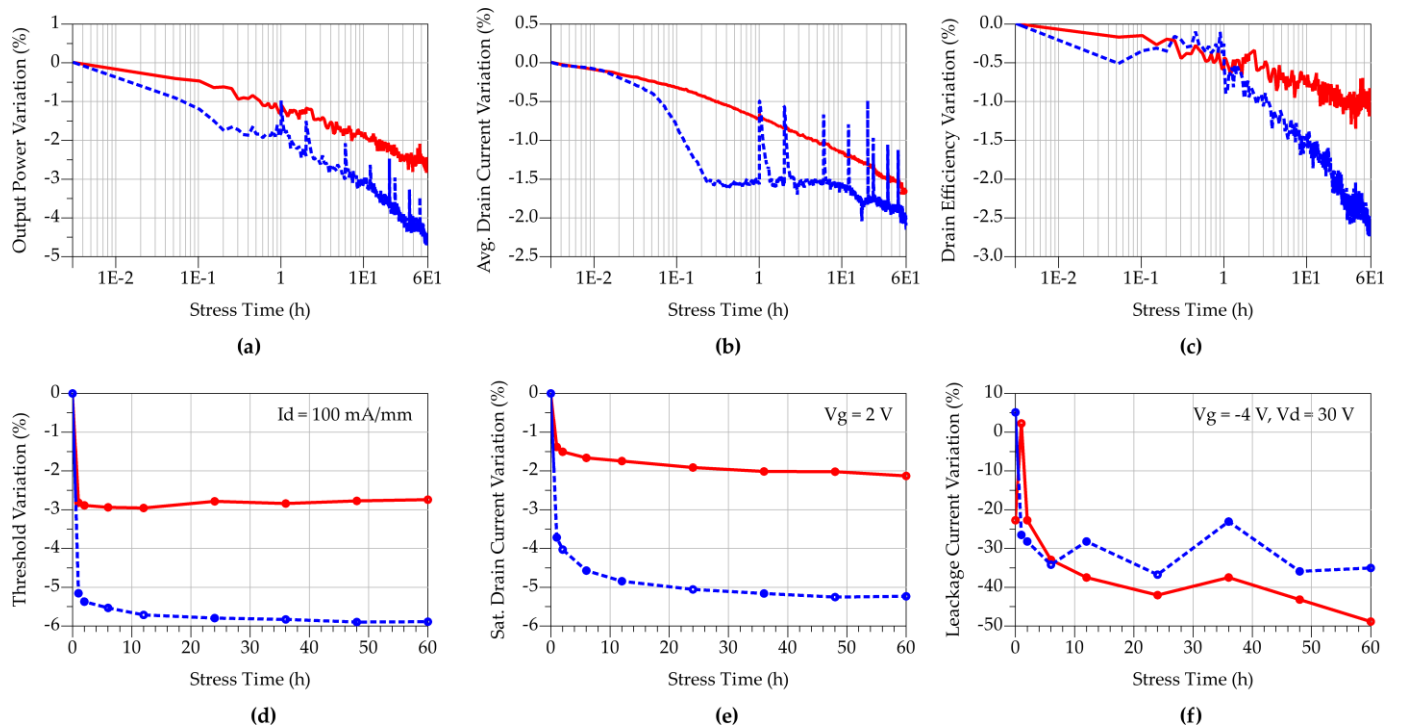 Output Power Variation (%)
1
0
-1
-2
-3
-4
-5
1E-2
1E-1
1
1E1
6E1
Stress Time (h)
(a)
Avg. Drain Current Variation (%)
0.5
0.0
-0.5
-1.0
-1.5
-2.0
-2.5
1E-2
1E-1
1
1E1
6E1
Stress Time (h)
(b)
Drain Efficiency Variation (%)
0.0
-0.5
-1.0
-1.5
-2.0
-2.5
-3.0
1E-2
1E-1
1
1E1
6E1
Stress Time (h)
(c)
Threshold Variation (%)
0
-1
-2
-3
-4
-5
-6
Id = 100 mA/mm
0
10
20
30
40
50
60
Stress Time (h)
(d)
Sat. Drain Current Variation (%)
0
-1
-2
-3
-4
-5
-6
Vg = 2 V
0
10
20
30
40
50
60
Stress Time (h)
(e)
Leackage Current Variation (%)
10
0
-10
-20
-30
-40
-50
Vg = -4 V, Vd = 30 V
0
10
20
30
40
50
60
Stress Time (h)
(f)